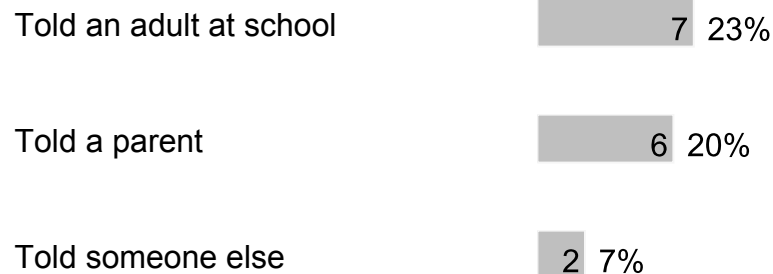 Told an adult at school 7 23%
Told a parent 6 20%
Told someone else 2 7%